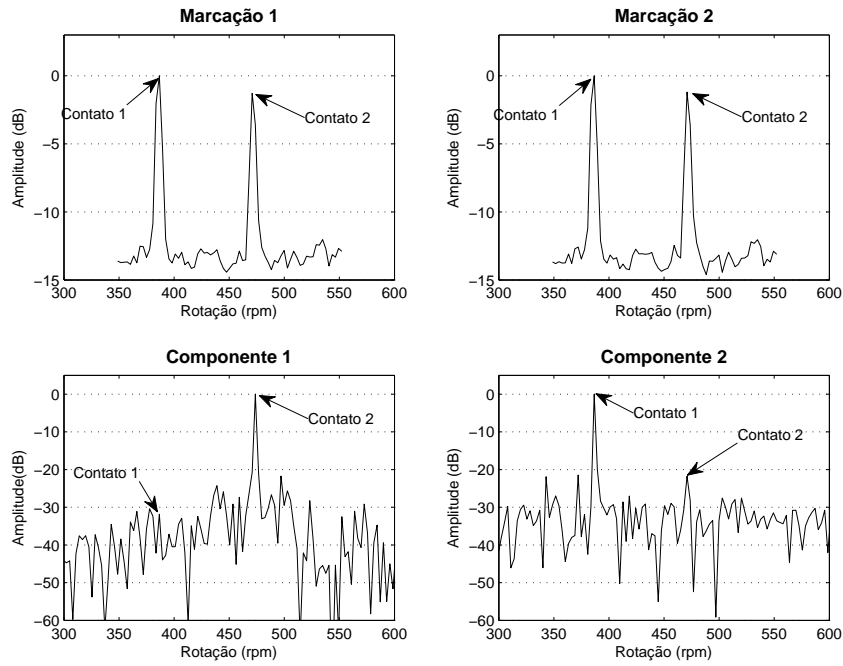 Marcação 1
0
−5
−10
−15
Amplitude (dB)
Contato 1
Contato 2
300 350 400 450 500 550 600
Rotação (rpm)
Marcação 2
0
−5
−10
−15
Amplitude (dB)
Contato 1
Contato 2
300 350 400 450 500 550 600
Rotação (rpm)
Componente 1
0
−10
−20
−30
−40
−50
−60
Amplitude(dB)
Contato 2
Contato 1
300 350 400 450 500 550 600
Rotação (rpm)
Componente 2
0
−10
−20
−30
−40
−50
−60
Amplitude(dB)
Contato 1
Contato 2
300 350 400 450 500 550 600
Rotação (rpm)